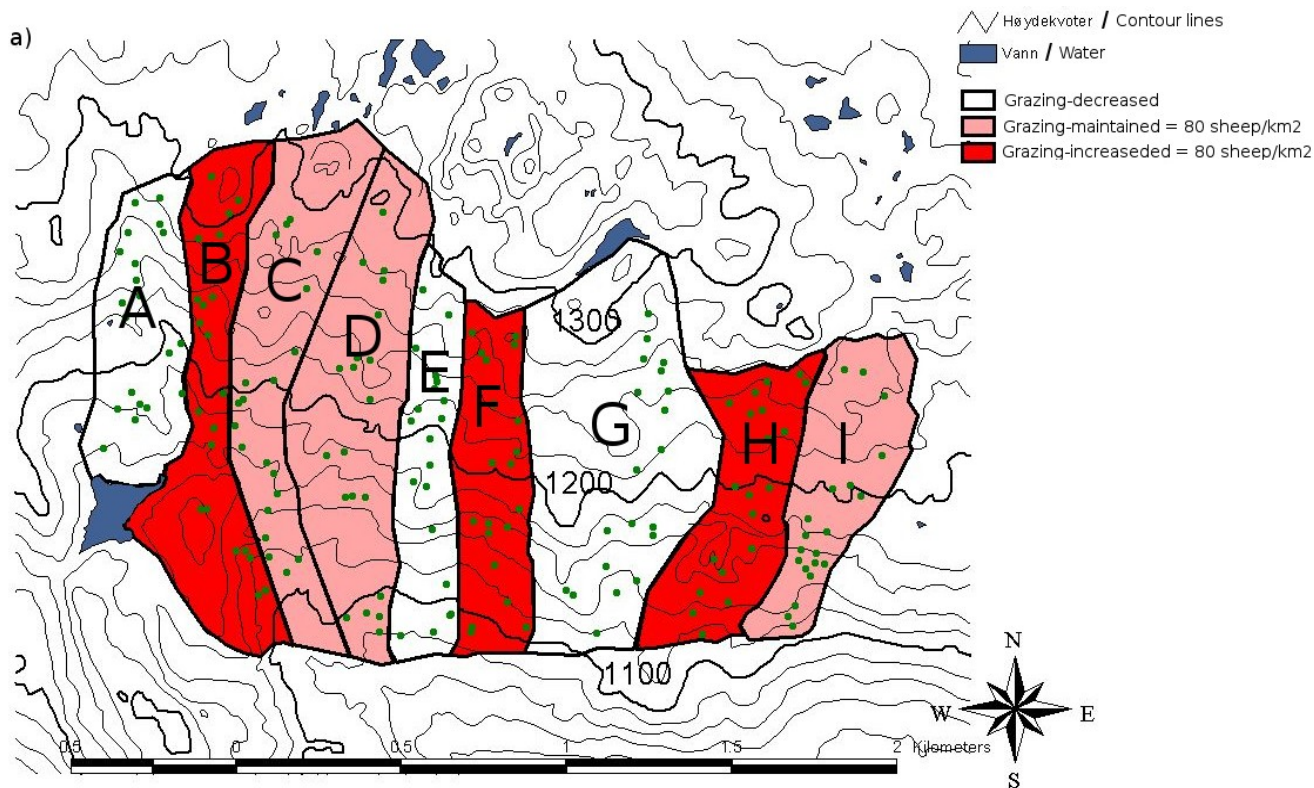 a)
Høydekvoter / Contour lines
Vann / Water
Grazing-decreased
Grazing-maintained = 80 sheep/km2
Grazing-increaseded = 80 sheep/km2
A
B
C
D
E
F
G
H
I
1300
1200
1100
N
W E
S
0.5 0 0.5 1 1.5 2 Kilometers